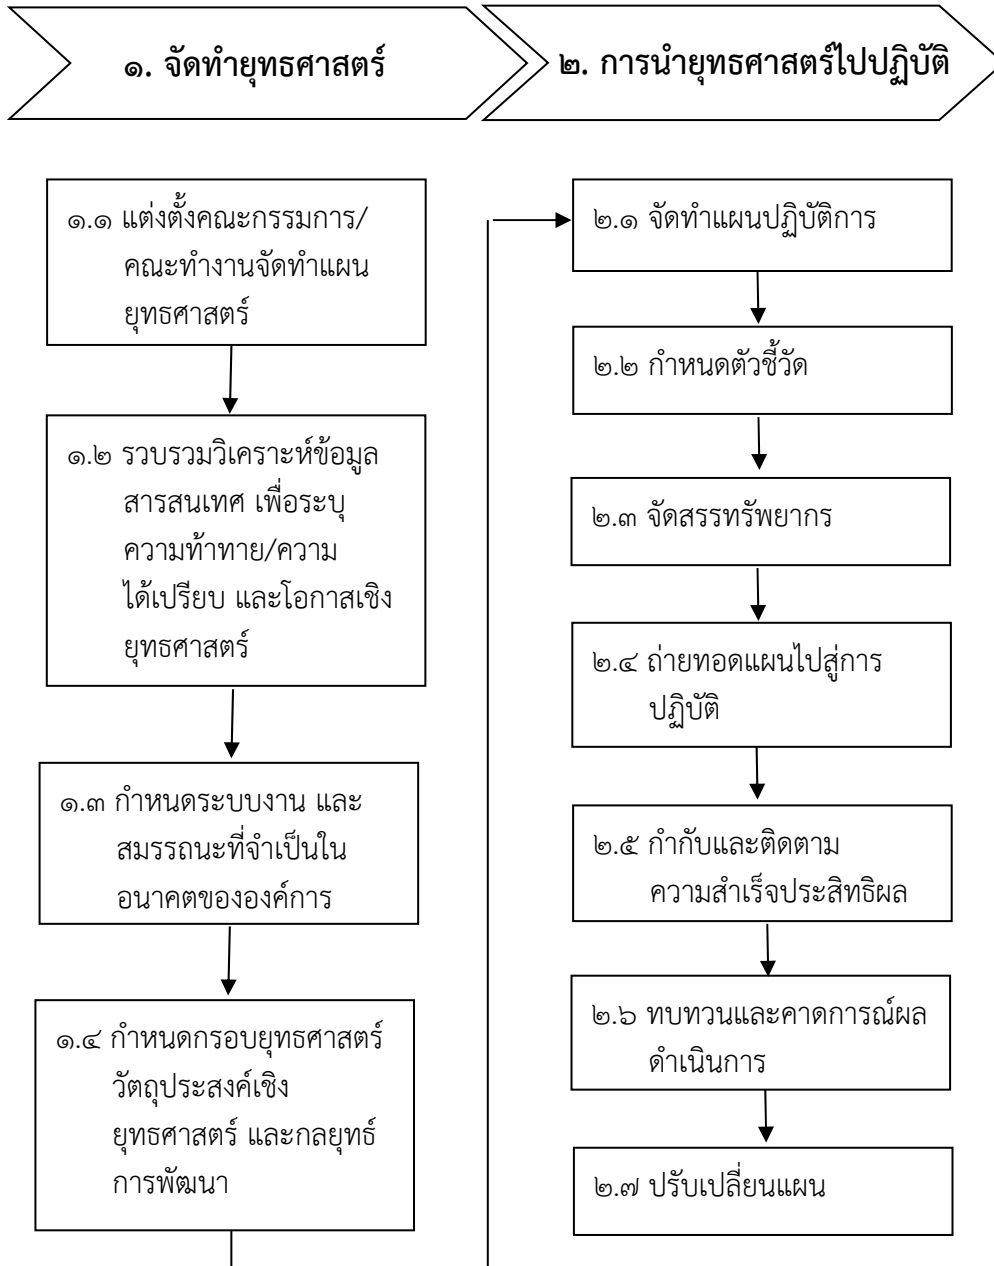 ๑. จัดทำยุทธศาสตร์
๒. การนำยุทธศาสตร์ไปปฏิบัติ
๑.๑ แต่งตั้งคณะกรรมการ/
คณะทำงานจัดทำแผน
ยุทธศาสตร์
๑.๒ รวบรวมวิเคราะห์ข้อมูล
สารสนเทศ เพื่อระบุ
ความท้าทาย/ความ
ได้เปรียบ และโอกาสเชิง
ยุทธศาสตร์
๑.๓ กำหนดระบบงาน และ
สมรรถนะที่จำเป็นใน
อนาคตขององค์การ
๑.๔ กำหนดกรอบยุทธศาสตร์
วัตถุประสงค์เชิง
ยุทธศาสตร์ และกลยุทธ์
การพัฒนา
๒.๑ จัดทำแผนปฏิบัติการ
๒.๒ กำหนดตัวชี้วัด
๒.๓ จัดสรรทรัพยากร
๒.๔ ถ่ายทอดแผนไปสู่การ
ปฏิบัติ
๒.๕ กำกับและติดตาม
ความสำเร็จประสิทธิผล
๒.๖ ทบทวนและคาดการณ์ผล
ดำเนินการ
๒.๗ ปรับเปลี่ยนแผน